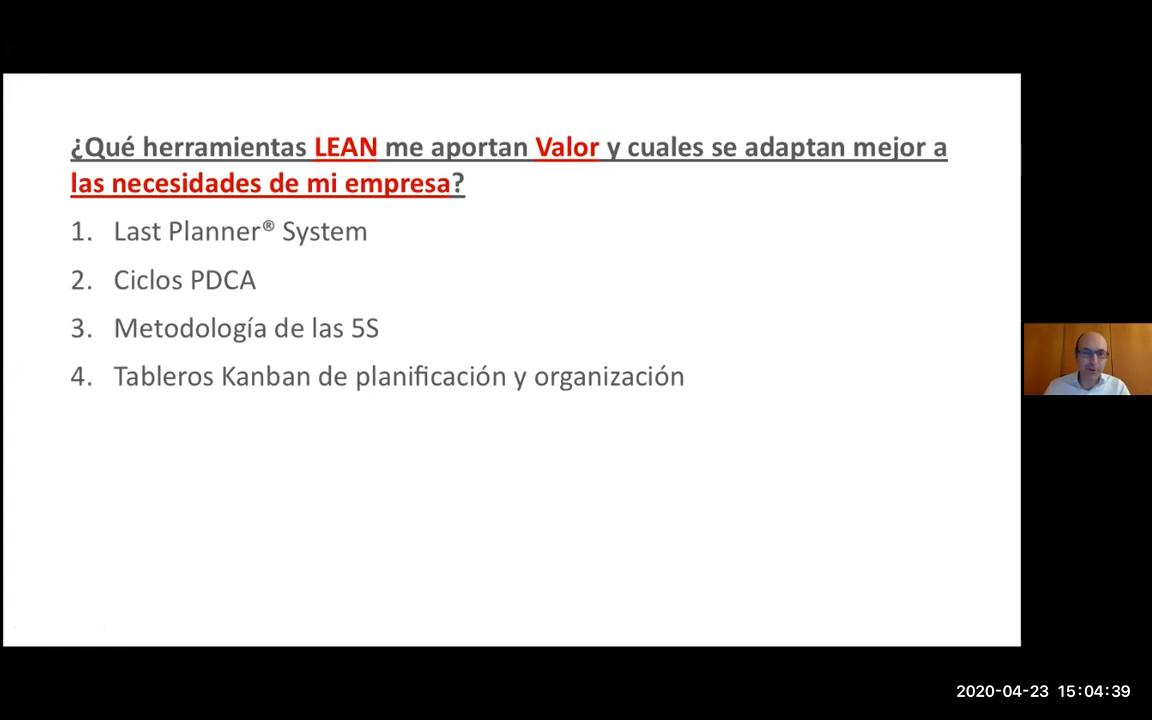 ¿Qué herramientas LEAN me aportan Valor y cuales se adaptan mejor a
las necesidades de mi empresa?
1. Last Planner® System
2. Ciclos PDCA
3. Metodología de las 5S
4. Tableros Kanban de planificación y organización
2020-04-23 15:04:39